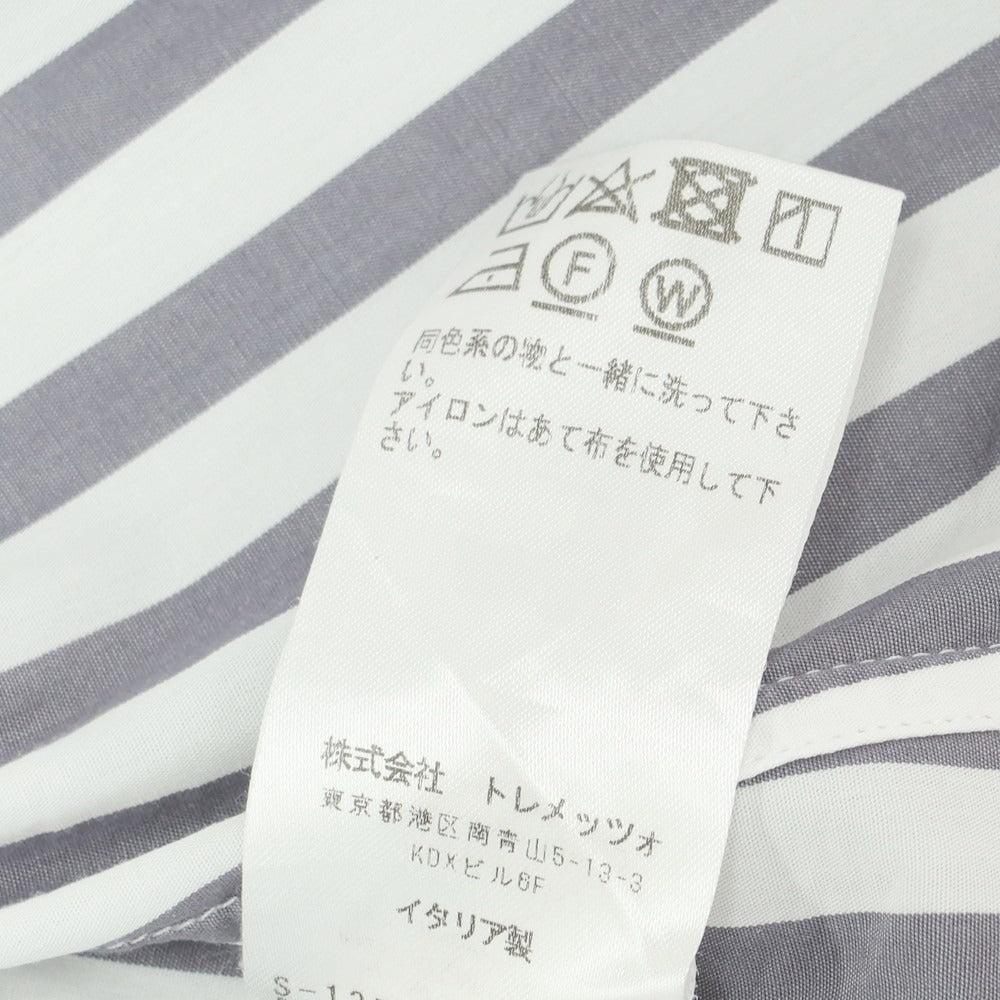 F W
同色系の物と一緒に洗って下さ
い。
アイロンはあて布を使用して下
さい。
株式会社 トレメッツォ
東京都港区南青山5-13-3
KDXビル6F
イタリア製